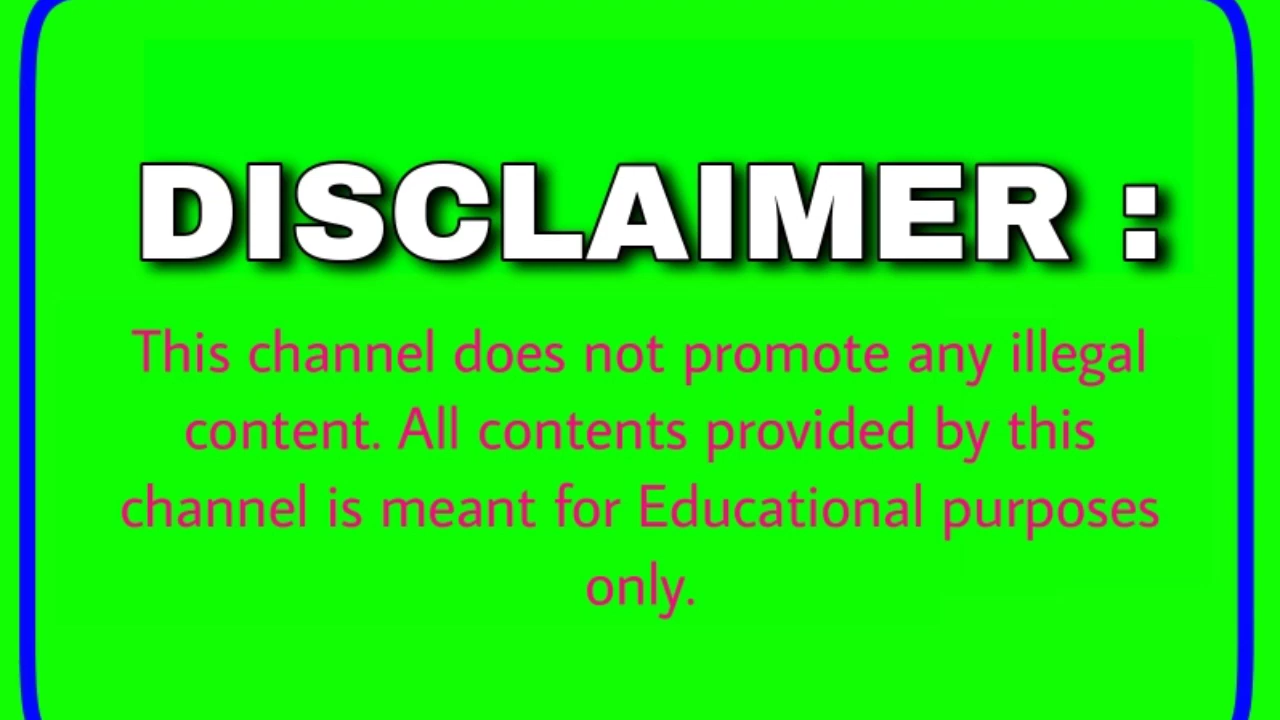 DISCLAIMER :
This channel does not promote any illegal
content. All contents provided by this
channel is meant for Educational purposes
only.